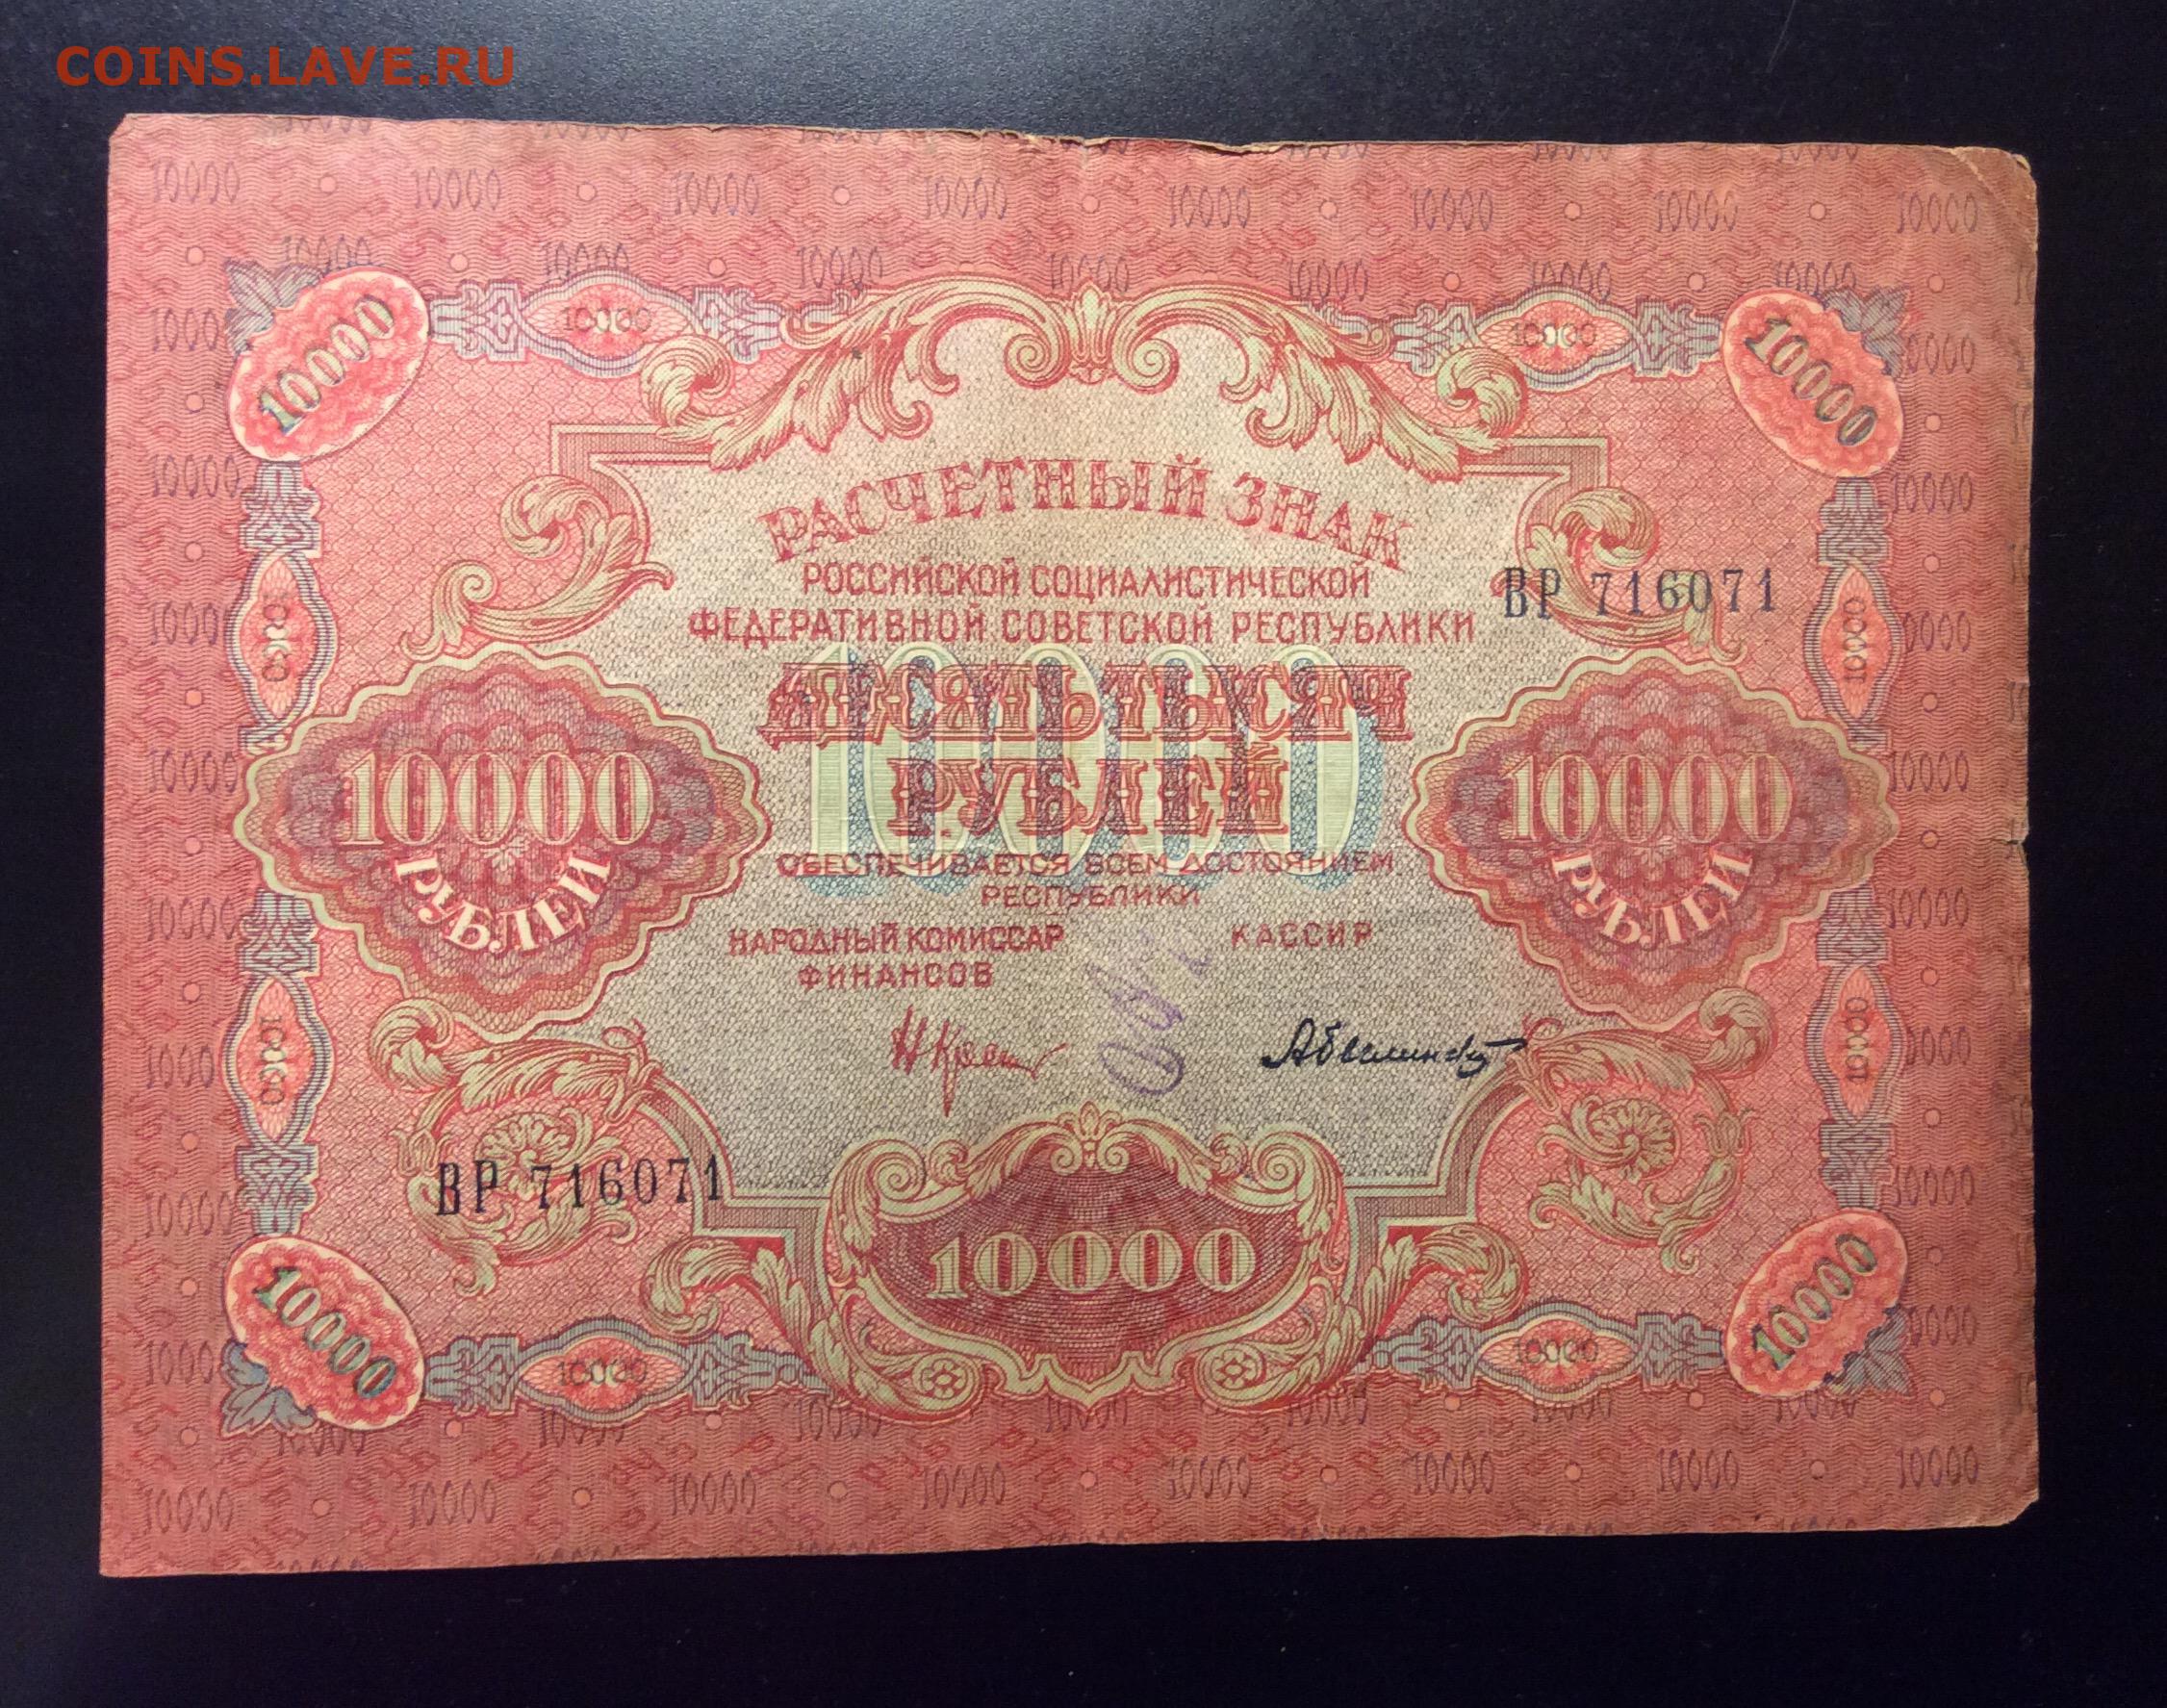 COINS.LAVE.RU
10000 10000
РАСЧЕТНЫЙ ЗНАК
РОССИЙСКОЙ СОЦИАЛИСТИЧЕСКОЙ
ФЕДЕРАТИВНОЙ СОВЕТСКОЙ РЕСПУБЛИКИ
ВР 716071
10000
ДЕСЯТЬ ТЫСЯЧ
РУБЛЕЙ
10000 РУБЛЕЙ
10000 РУБЛЕЙ
ОБЕСПЕЧИВАЕТСЯ ВСЕМ ДОСТОЯНИЕМ
РЕСПУБЛИКИ
НАРОДНЫЙ КОМИССАР
ФИНАНСОВ
КАССИР
ВР 716071
10000
10000 10000